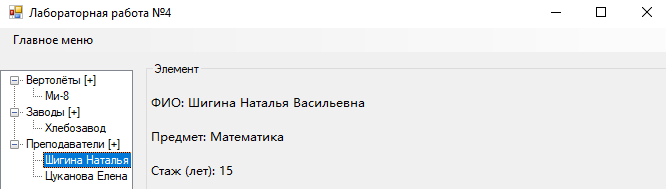 Лабораторная работа №4
Главное меню
Вертолёты [+]
Ми-8
Заводы [+]
Хлебозавод
Преподаватели [+]
Шигина Наталья
Цуканова Елена
Элемент
ФИО: Шигина Наталья Васильевна
Предмет: Математика
Стаж (лет): 15